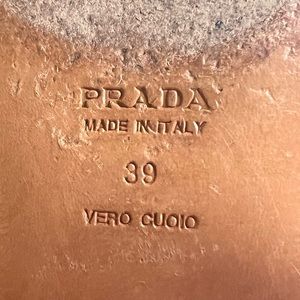 PRADA
MADE IN ITALY
39
VERO CUOIO